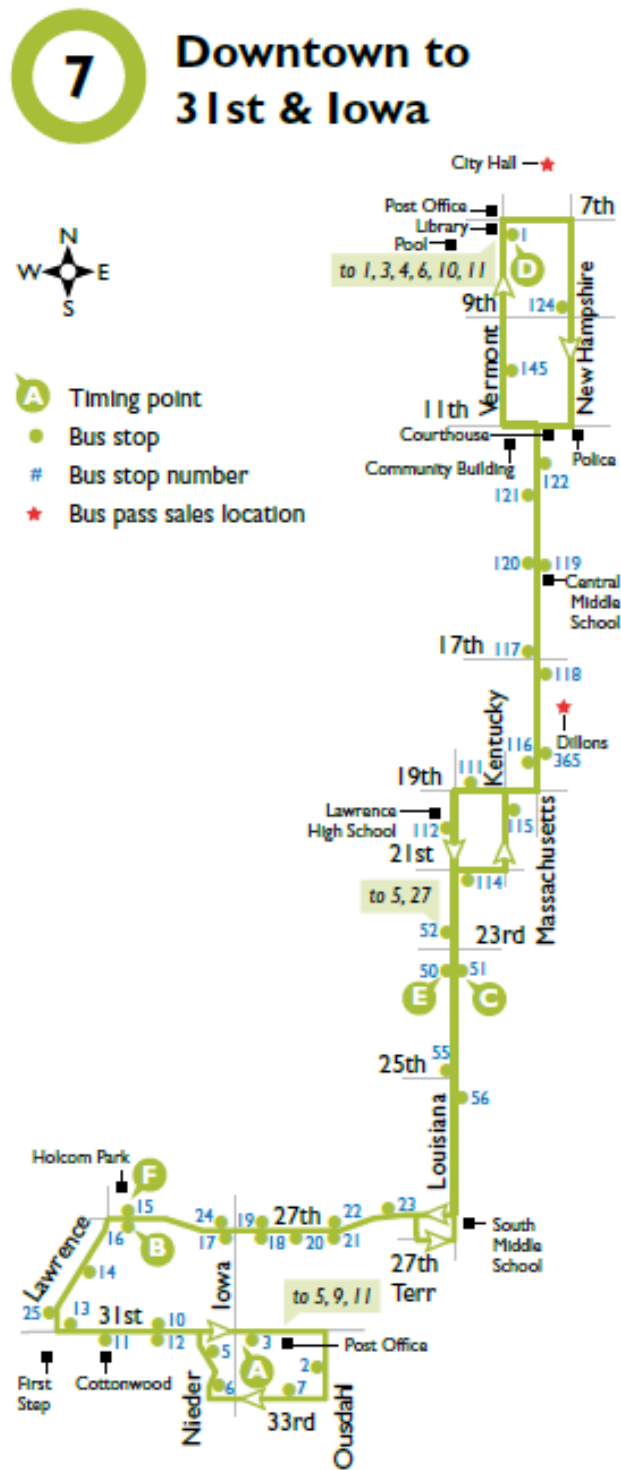 7
Downtown to
31st & Iowa
City Hall
N
W E
S
Post Office
Library
Pool
7th
1
to 1, 3, 4, 6, 10, 11
D
9th
124
New Hampshire
Vermont
145
11th
A Timing point
Bus stop
# Bus stop number
Bus pass sales location
Courthouse
Community Building
Police
122
121
120
119
Central
Middle
School
17th
117
118
Kentucky
Dillons
116
365
111
19th
Lawrence
High School
112
115
Massachusetts
21st
114
to 5, 27
52
23rd
50
51
E
C
55
25th
56
Louisiana
Holcom Park
F
15
16
B
24
19
27th
22
23
17
18
20
21
South
Middle
School
27th
Terr
Lawrence
14
Iowa
to 5, 9, 11
25
13
31st
10
11
12
5
3
A
Post Office
2
6
7
First
Step
Cottonwood
Nieder
33rd
Ousdahl